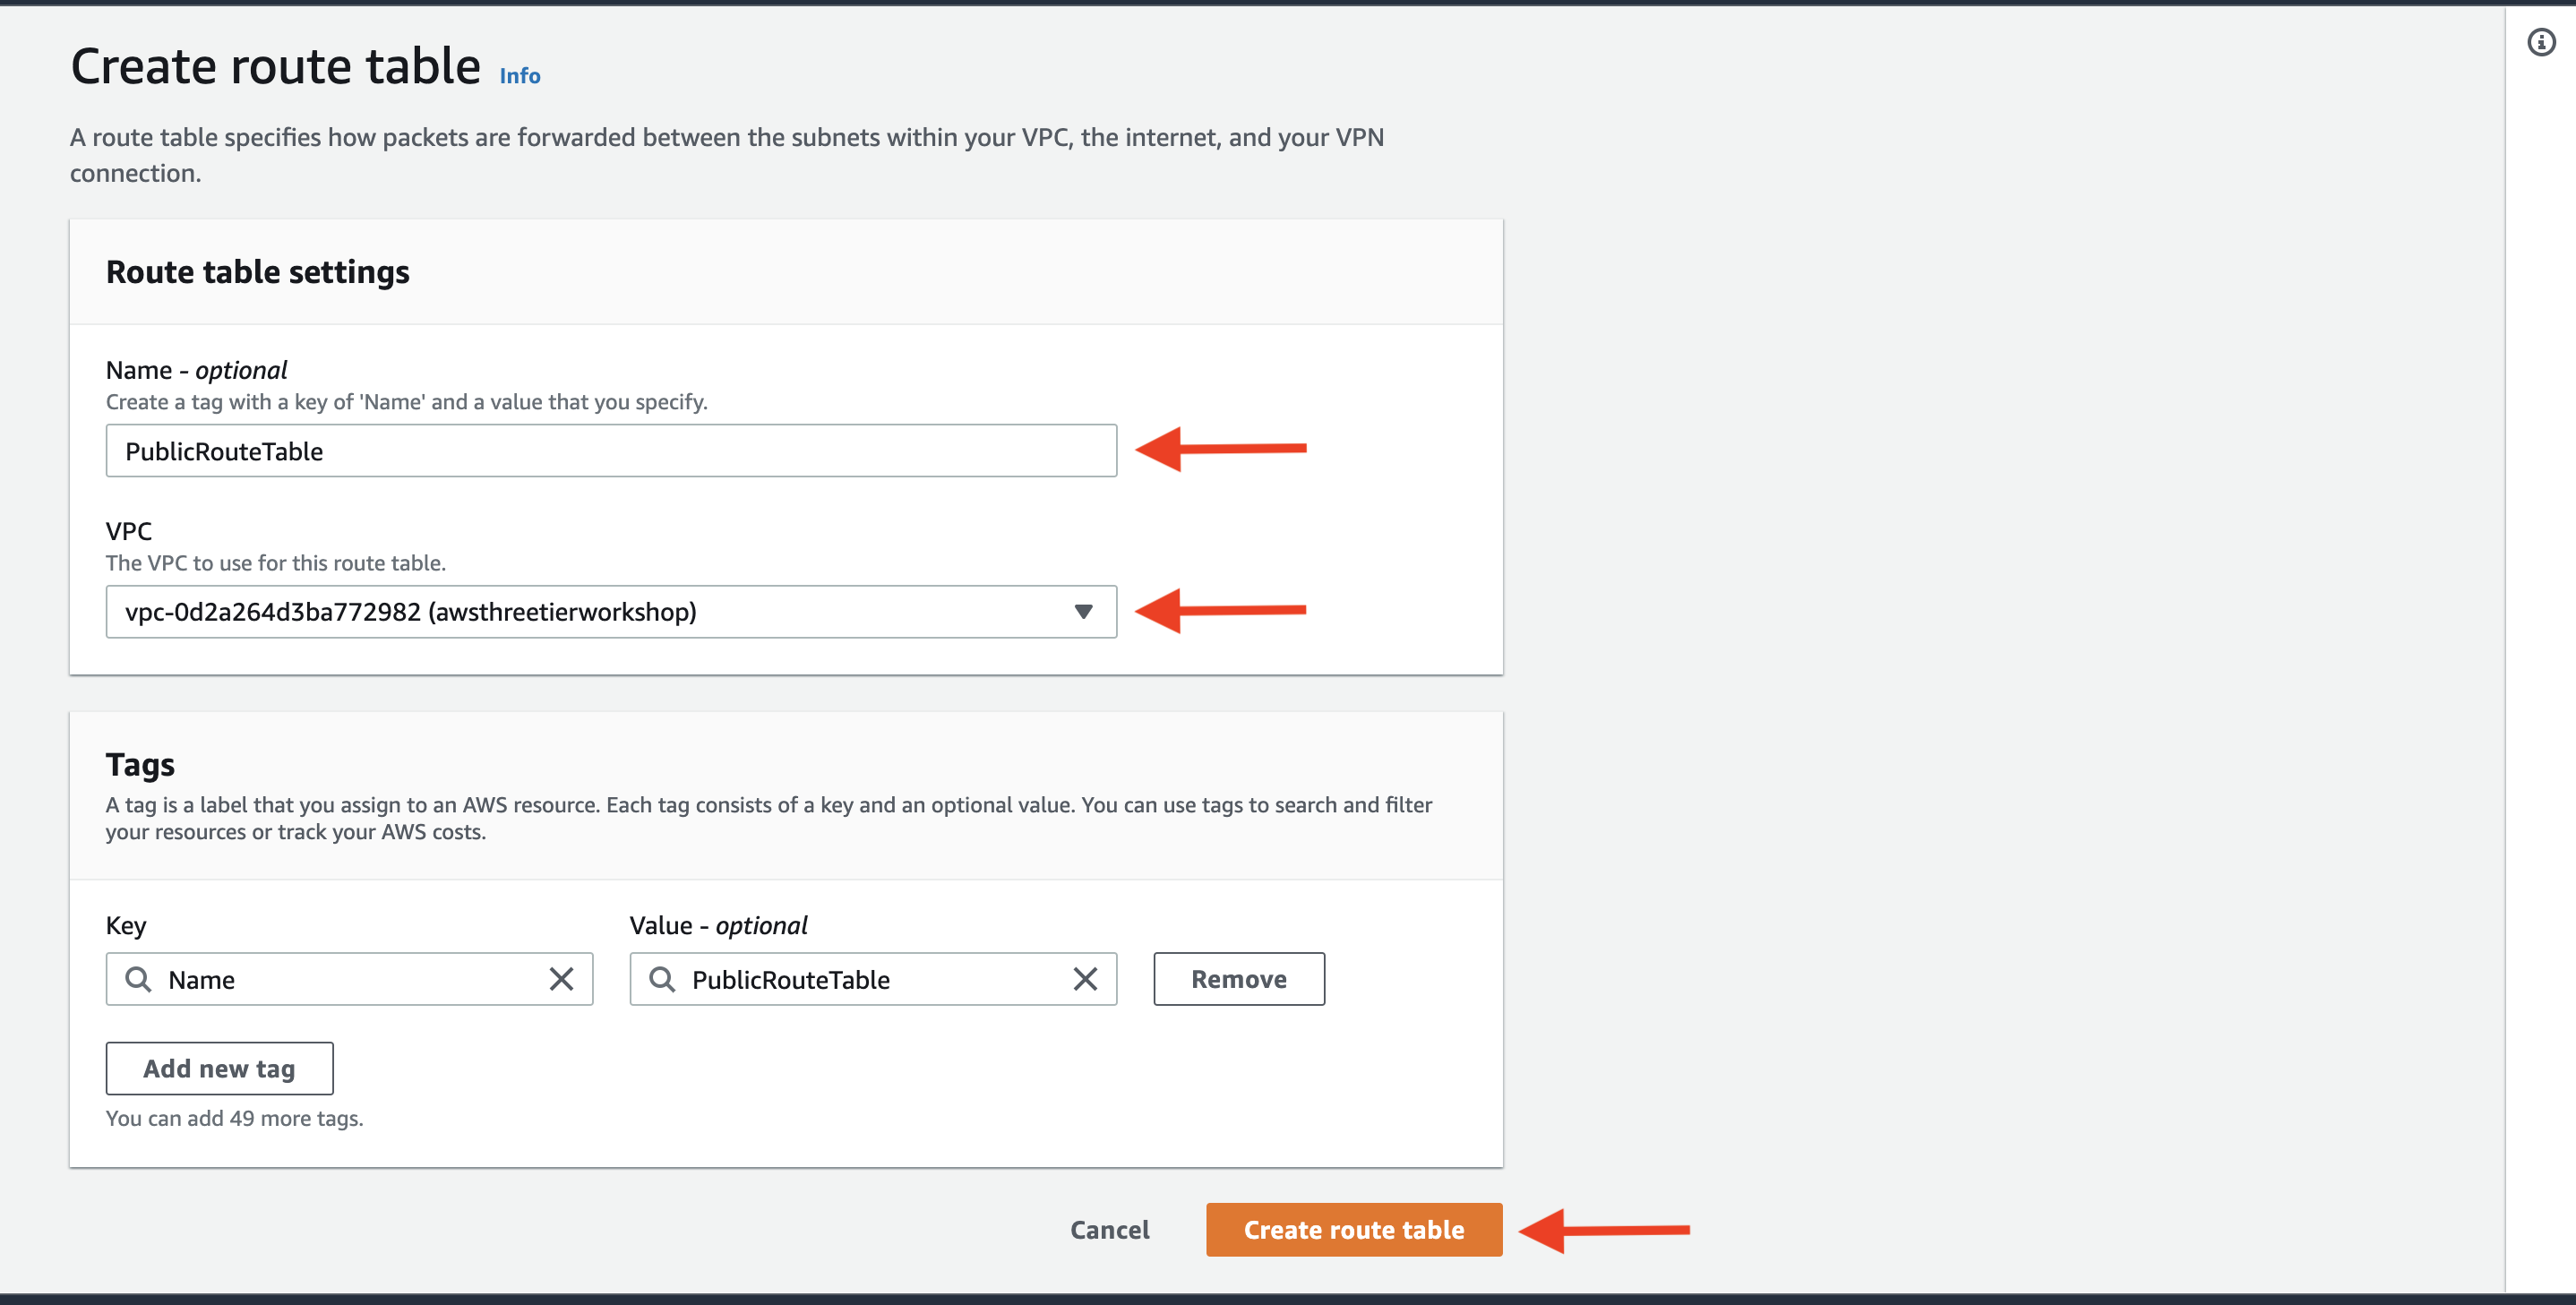 Create route table Info
A route table specifies how packets are forwarded between the subnets within your VPC, the internet, and your VPN
connection.
Route table settings
Name - optional
Create a tag with a key of 'Name' and a value that you specify.
PublicRouteTable
VPC
The VPC to use for this route table.
vpc-0d2a264d3ba772982 (awsthreetierworkshop)
Tags
A tag is a label that you assign to an AWS resource. Each tag consists of a key and an optional value. You can use tags to search and filter
your resources or track your AWS costs.
Key Value - optional
Name PublicRouteTable Remove
Add new tag
You can add 49 more tags.
Cancel Create route table